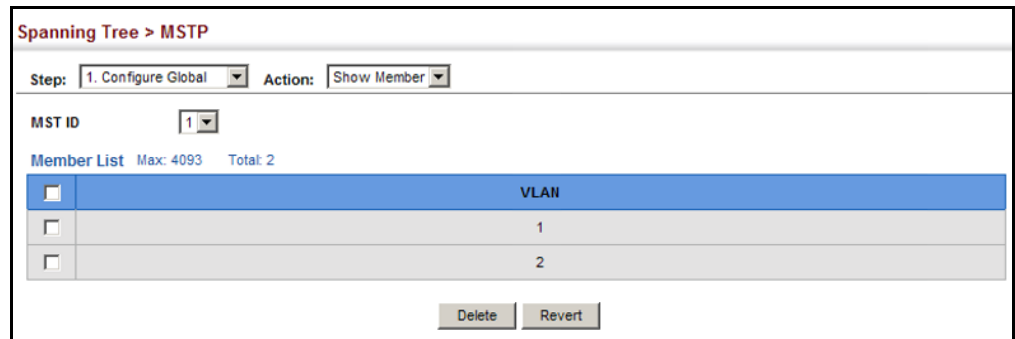 Spanning Tree > MSTP
Step: 1. Configure Global Action: Show Member
MST ID 1
Member List Max: 4093 Total: 2
VLAN
1
2
Delete Revert